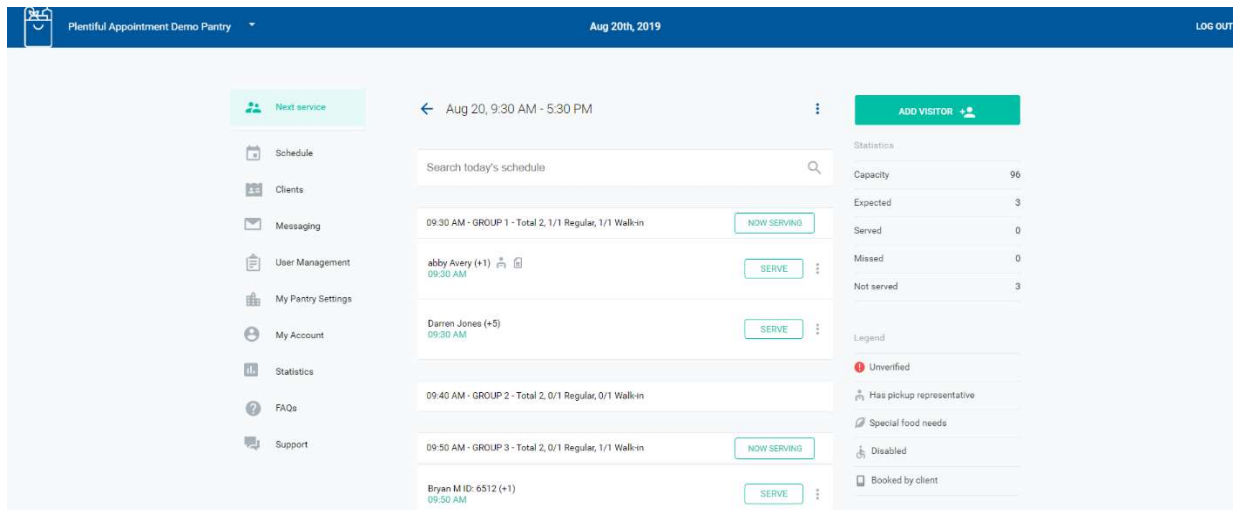 Plentiful Appointment Demo Pantry
Aug 20th, 2019
LOG OUT
Next service
Schedule
Clients
Messaging
User Management
My Pantry Settings
My Account
Statistics
FAQs
Support
Aug 20, 9:30 AM - 5:30 PM
Search today's schedule
09:30 AM - GROUP 1 - Total 2, 1/1 Regular, 1/1 Walk-in
NOW SERVING
abby Avery (+1)
09:30 AM
SERVE
Darren Jones (+5)
09:30 AM
SERVE
09:40 AM - GROUP 2 - Total 2, 0/1 Regular, 0/1 Walk-in
09:50 AM - GROUP 3 - Total 2, 0/1 Regular, 1/1 Walk-in
NOW SERVING
Bryan M ID: 6512 (+1)
09:50 AM
SERVE
ADD VISITOR
Statistics
Capacity 96
Expected 3
Served 0
Missed 0
Not served 3
Legend
Unverified
Has pickup representative
Special food needs
Disabled
Booked by client